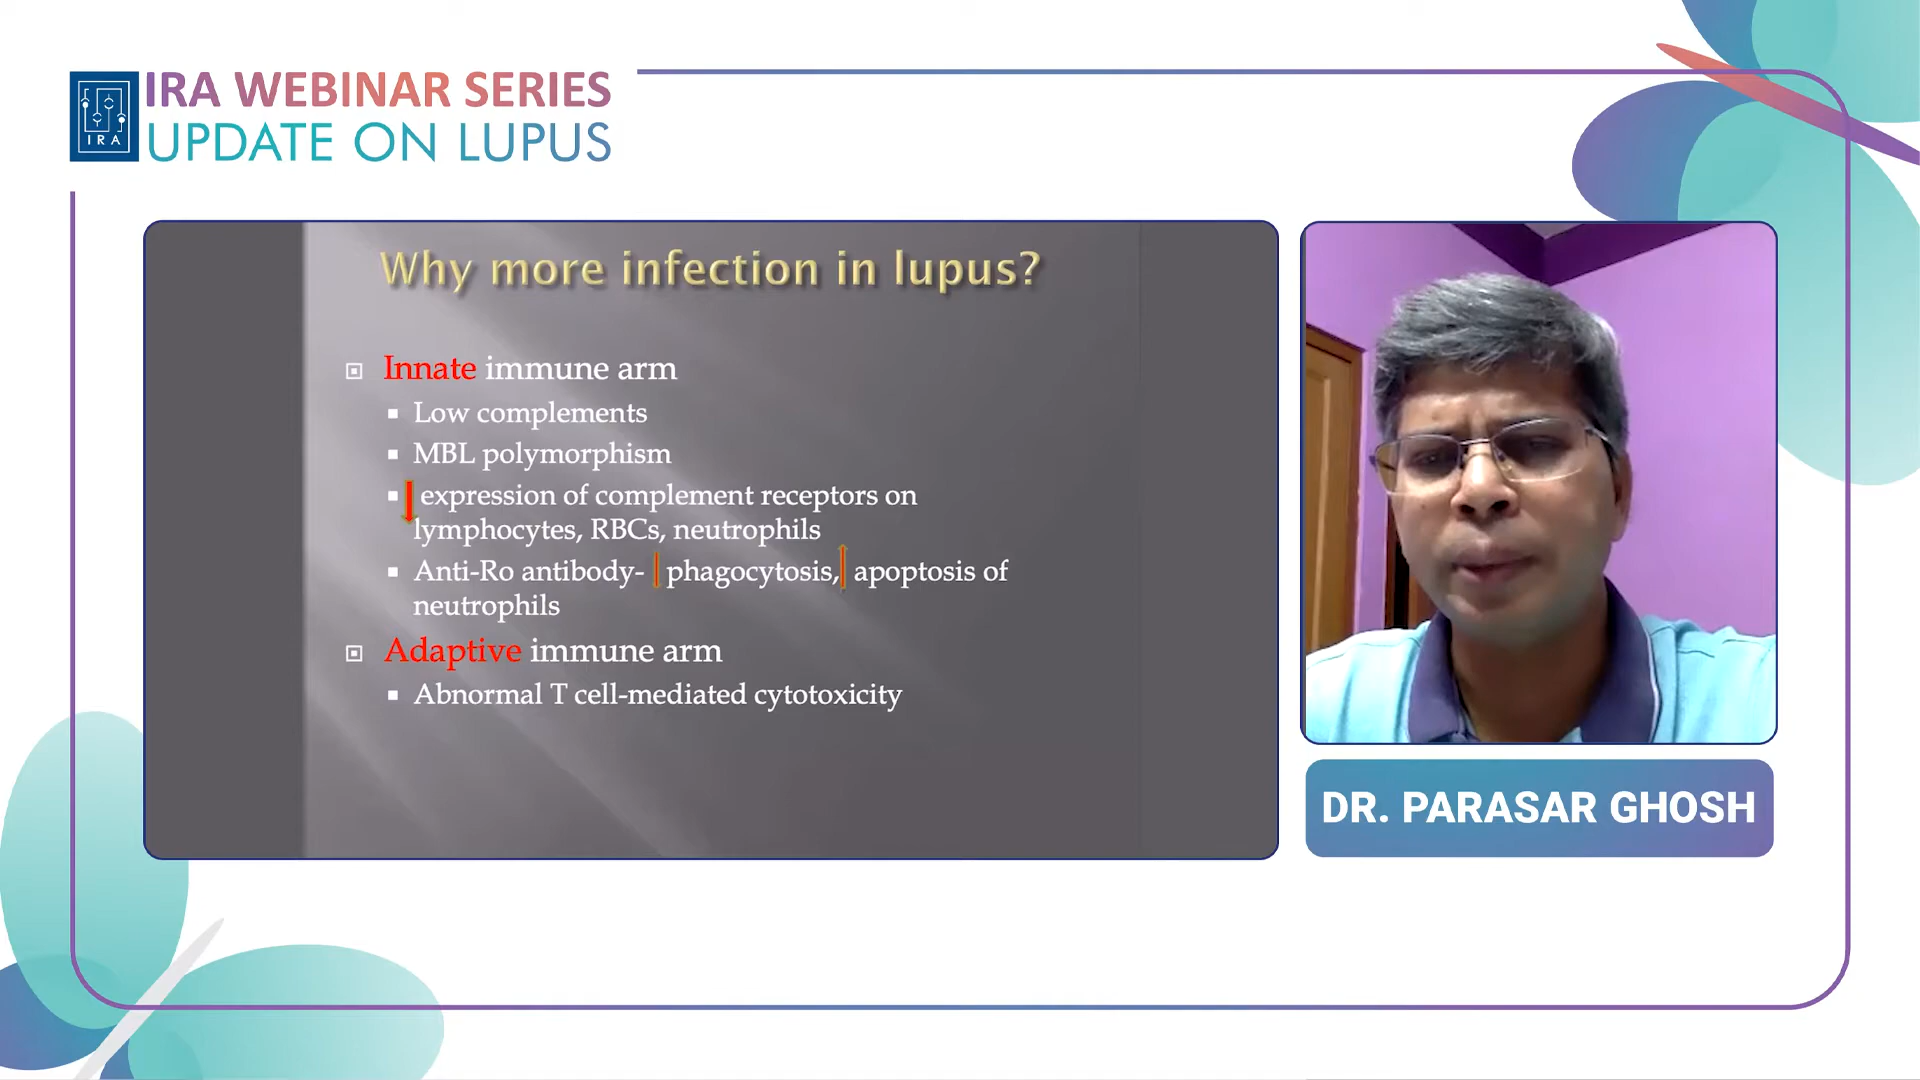 IRA WEBINAR SERIES
UPDATE ON LUPUS
IRA
Why more infection in lupus?
Innate immune arm
Low complements
MBL polymorphism
↓ expression of complement receptors on
lymphocytes, RBCs, neutrophils
Anti-Ro antibody- ↓ phagocytosis, ↑ apoptosis of
neutrophils
Adaptive immune arm
Abnormal T cell-mediated cytotoxicity
DR. PARASAR GHOSH